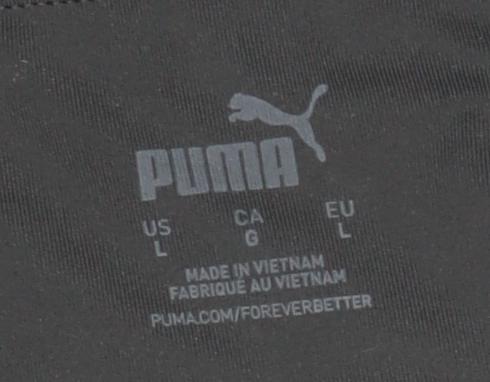 PUMA
US CA EU
L G L
MADE IN VIETNAM
FABRIQUÉ AU VIETNAM
PUMA.COM/FOREVERBETTER